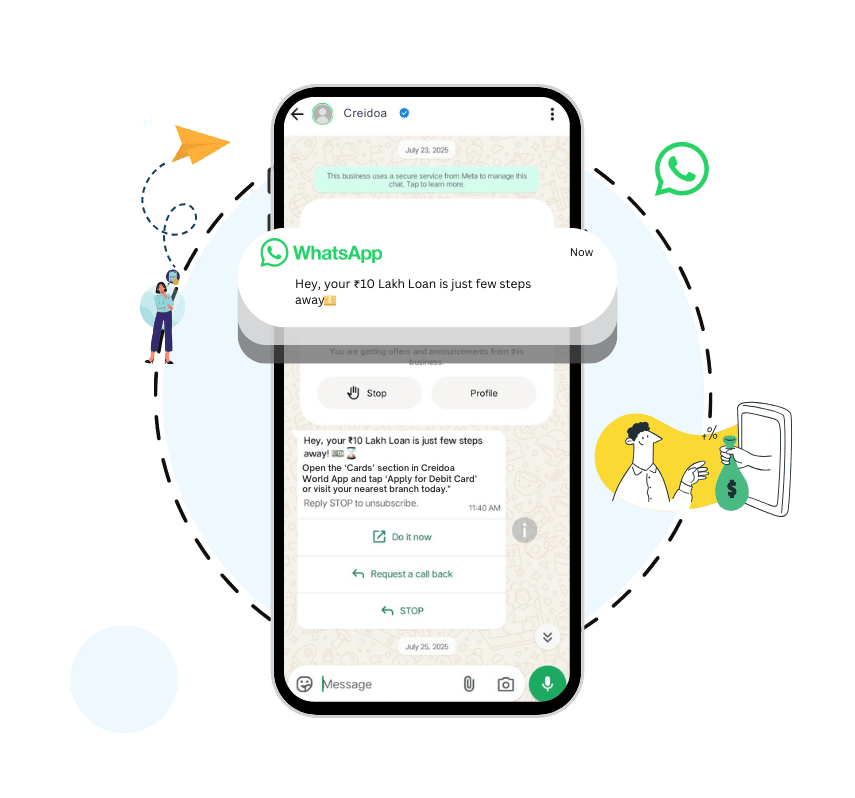 Creidoa
July 23, 2025
This business uses a secure service from Meta to manage this
chat. Tap to learn more.
WhatsApp
Now
Hey, your ₹10 Lakh Loan is just few steps
away💴
You are getting offers and announcements from this
business.
Stop
Profile
Hey, your ₹10 Lakh Loan is just few steps
away! 💵⌛
Open the ‘Cards’ section in Creidoa
World App and tap ‘Apply for Debit Card’
or visit your nearest branch today."
Reply STOP to unsubscribe.
11:40 AM
Do it now
Request a call back
STOP
July 25, 2025
Message
%
$